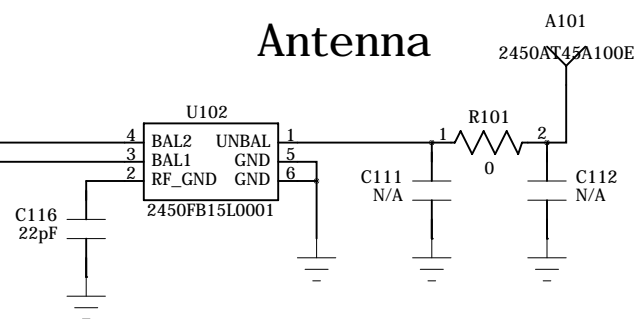 Antenna
A101
2450AT45A100E
U102
R101
4 BAL2 UNBAL 1
3 BAL1 GND 5
2 RF_GND GND 6
2450FB15L0001
1
2
0
C116
22pF
C111
N/A
C112
N/A